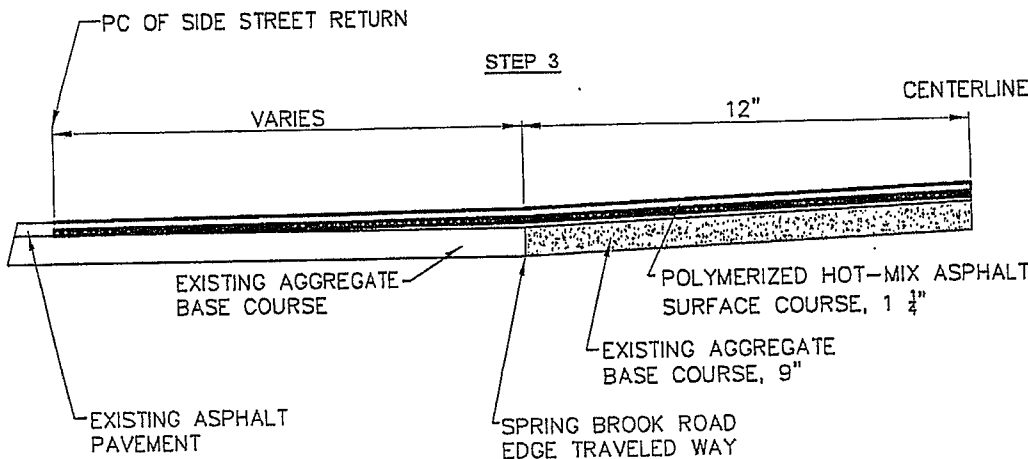 PC OF SIDE STREET RETURN
STEP 3
CENTERLINE
VARIES
12"
EXISTING AGGREGATE
BASE COURSE
POLYMERIZED HOT-MIX ASPHALT
SURFACE COURSE, 1 1/4"
EXISTING AGGREGATE
BASE COURSE, 9"
EXISTING ASPHALT
PAVEMENT
SPRING BROOK ROAD
EDGE TRAVELED WAY